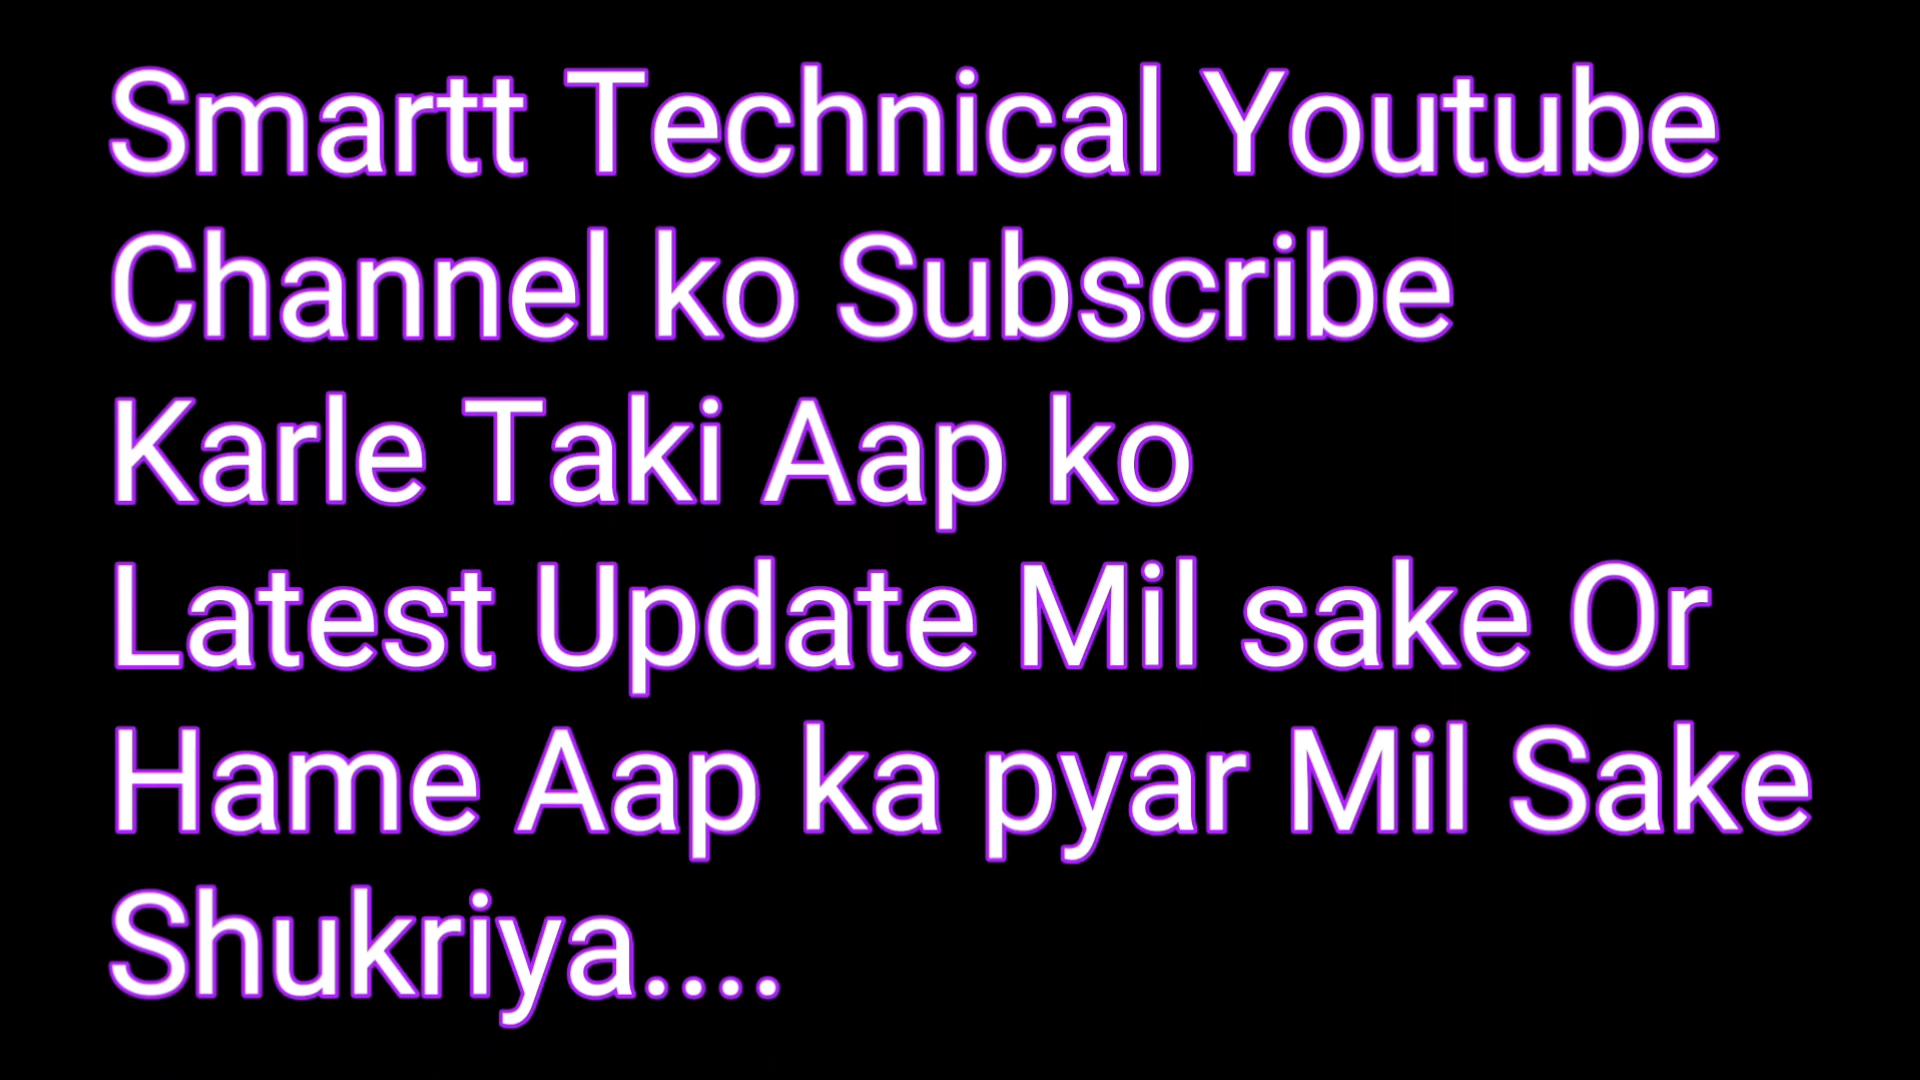 Smartt Technical Youtube
Channel ko Subscribe
Karle Taki Aap ko
Latest Update Mil sake Or
Hame Aap ka pyar Mil Sake
Shukriya....